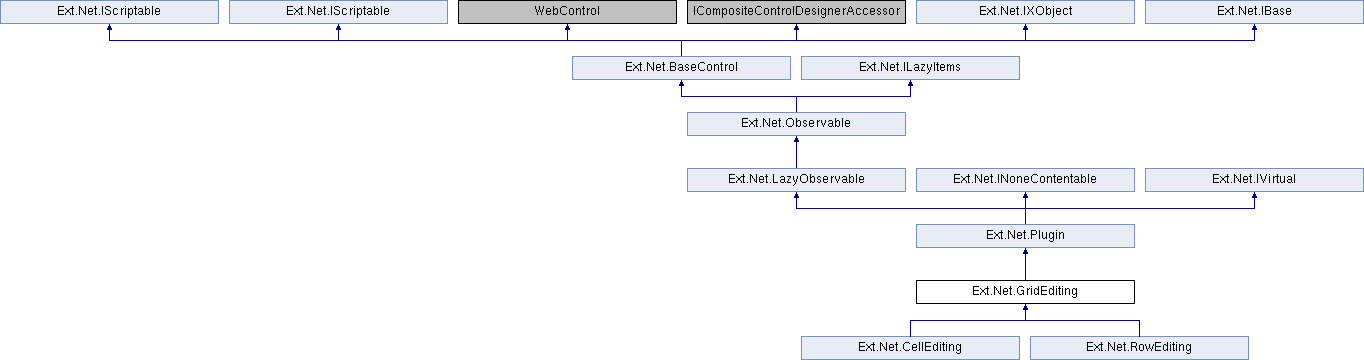 Ext.Net.IScriptable
Ext.Net.IScriptable
WebControl
ICompositeControlDesignerAccessor
Ext.Net.IXObject
Ext.Net.IBase
Ext.Net.BaseControl
Ext.Net.ILazyItems
Ext.Net.Observable
Ext.Net.LazyObservable
Ext.Net.INoneContentable
Ext.Net.IVirtual
Ext.Net.Plugin
Ext.Net.GridEditing
Ext.Net.CellEditing
Ext.Net.RowEditing